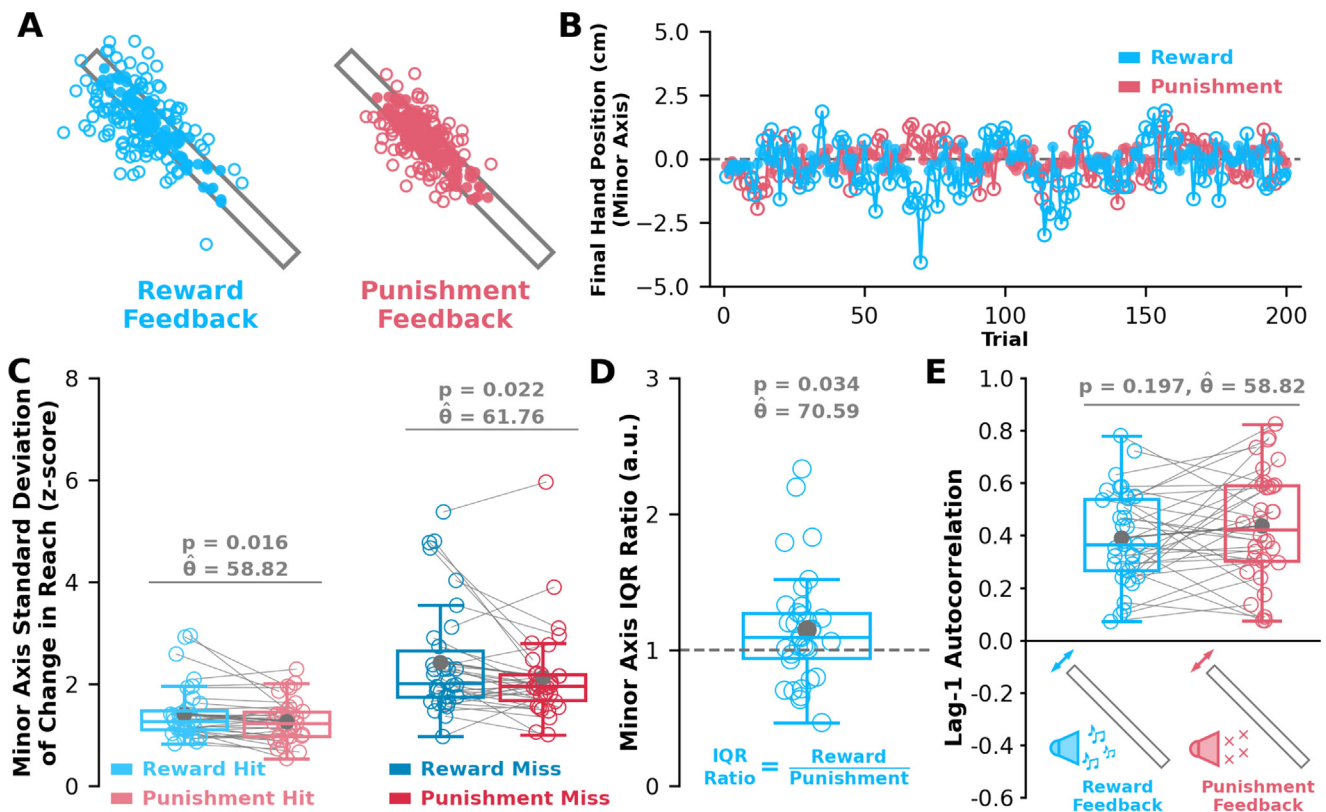 A
Reward
Feedback
Punishment
Feedback
B
Final Hand Position (cm)
(Minor Axis)
5.0
2.5
0.0
−2.5
−5.0
Reward
Punishment
0
50
100
150
200
Trial
C
Minor Axis Standard Deviation
of Change in Reach (z-score)
8
6
4
2
0
p = 0.016
θ̂ = 58.82
p = 0.022
θ̂ = 61.76
Reward Hit
Punishment Hit
Reward Miss
Punishment Miss
D
Minor Axis IQR Ratio (a.u.)
3
2
1
0
p = 0.034
θ̂ = 70.59
IQR
Ratio
=
Reward
Punishment
E
Lag-1 Autocorrelation
1.0
0.8
0.6
0.4
0.2
0.0
-0.2
-0.4
-0.6
p = 0.197, θ̂ = 58.82
Reward
Feedback
Punishment
Feedback